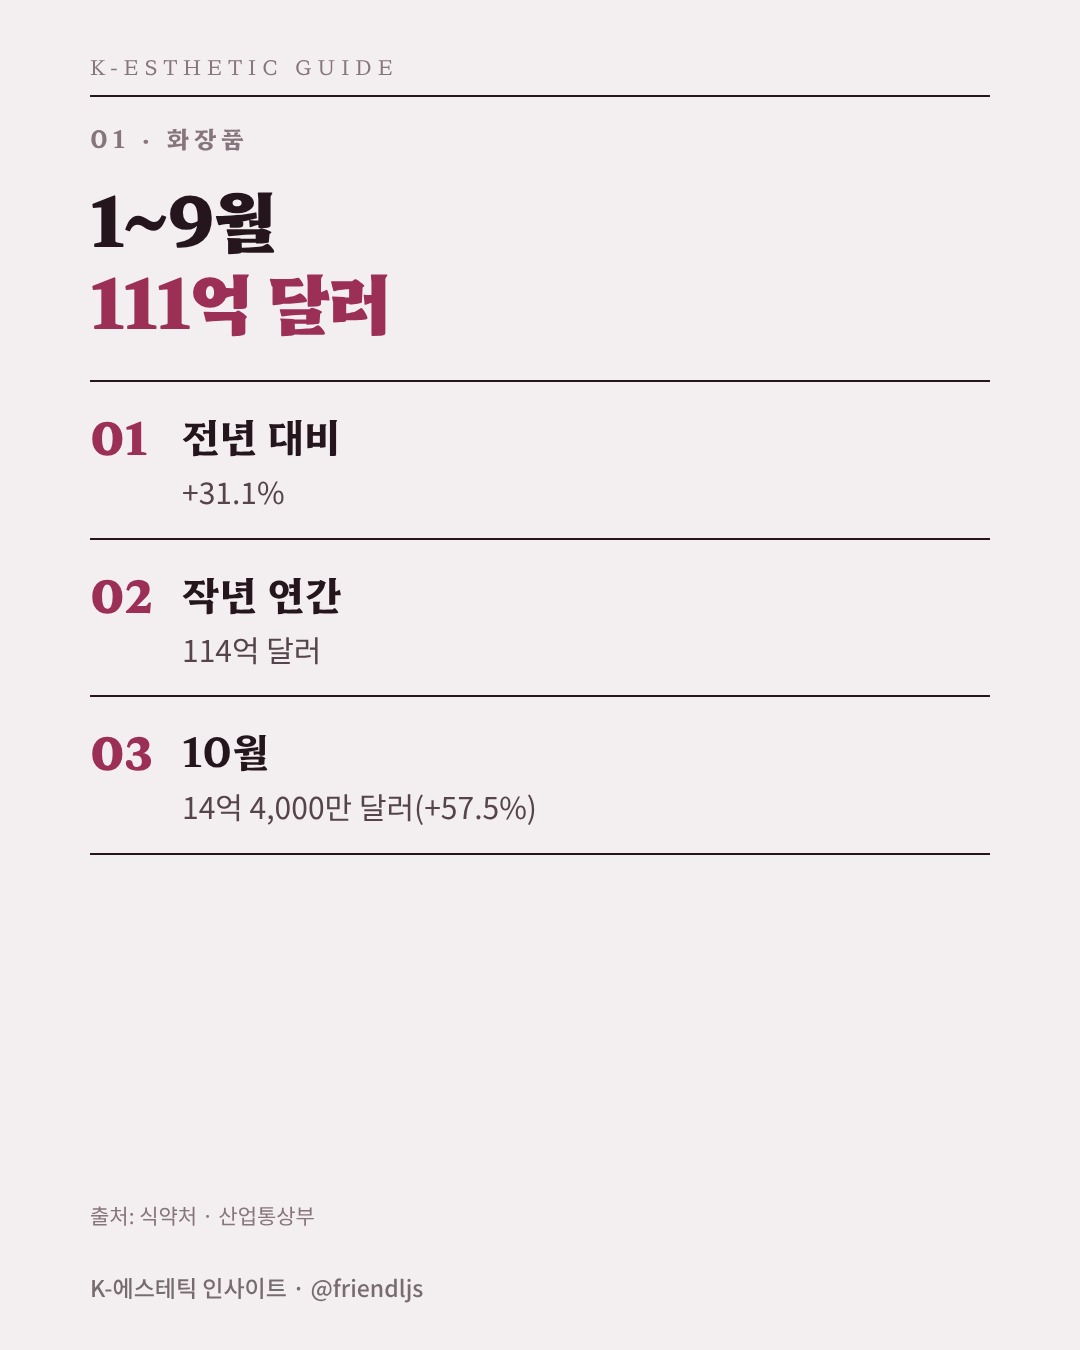 K-ESTHETIC GUIDE
01 · 화장품
1~9월
111억 달러
01 전년 대비
+31.1%
02 작년 연간
114억 달러
03 10월
14억 4,000만 달러(+57.5%)
출처: 식약처 · 산업통상부
K-에스테틱 인사이트 · @friendljs